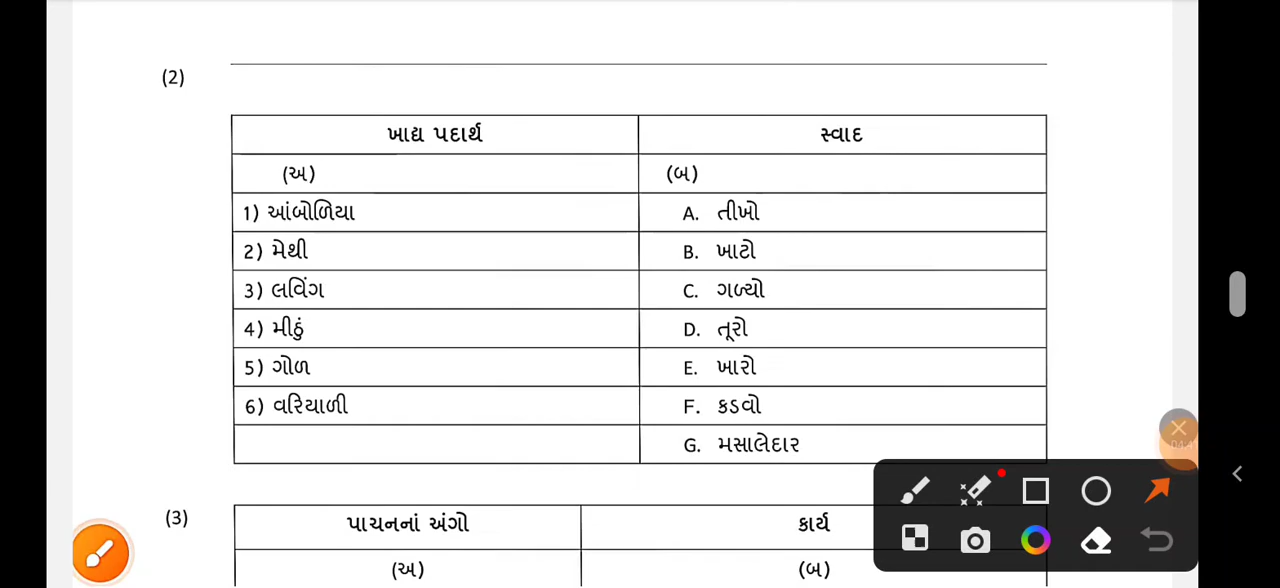 (2)
ખાદ્ય પદાર્થ સ્વાદ
(અ) (બ)
1) આંબોળિયા A. તીખો
2) મેથી B. ખાટો
3) લવિંગ C. ગળ્યો
4) મીઠું D. તૂરો
5) ગોળ E. ખારો
6) વરિયાળી F. કડવો
G. મસાલેદાર
(3) પાચનનાં અંગો કાર્ય
(અ) (બ)